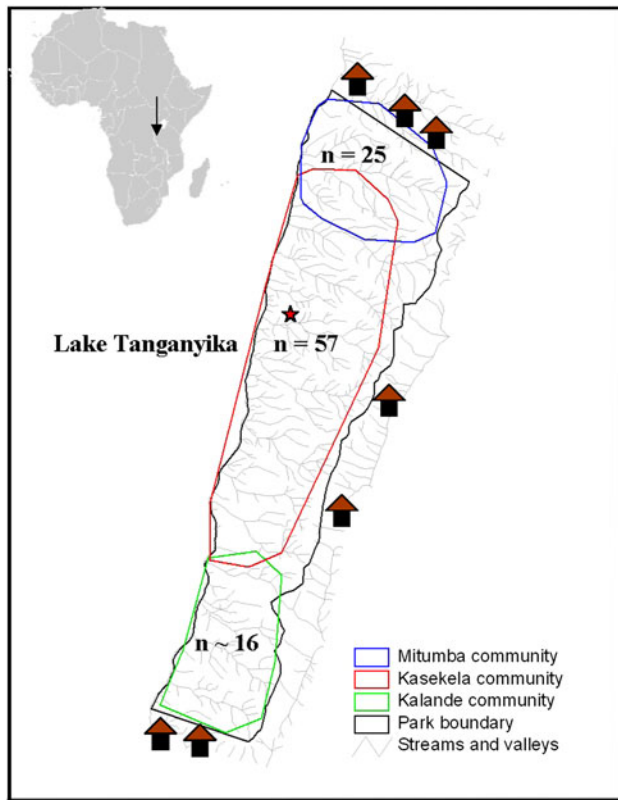 n = 25
Lake Tanganyika
n = 57
n ~ 16
Mitumba community
Kasekela community
Kalande community
Park boundary
Streams and valleys